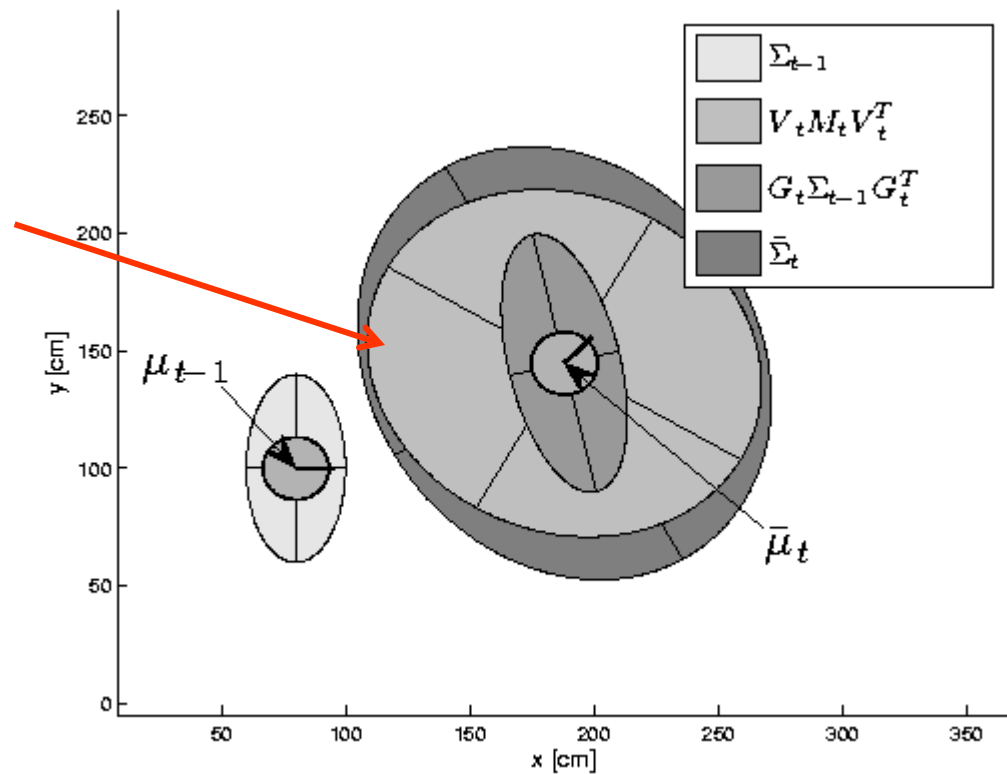 Σ_{t-1}
V_t M_t V_t^T
G_t Σ_{t-1} G_t^T
Σ̄_t
250
200
150
100
50
0
y [cm]
μ_{t-1}
μ̄_t
50 100 150 200 250 300 350
x [cm]